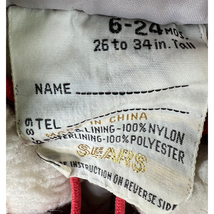 6-24 MOS.
26 to 34 in. Tall
NAME
TEL
IN CHINA
LINING-100% NYLON
INTERLINING-100% POLYESTER
SEARS
INSTRUCTION ON REVERSE SIDE